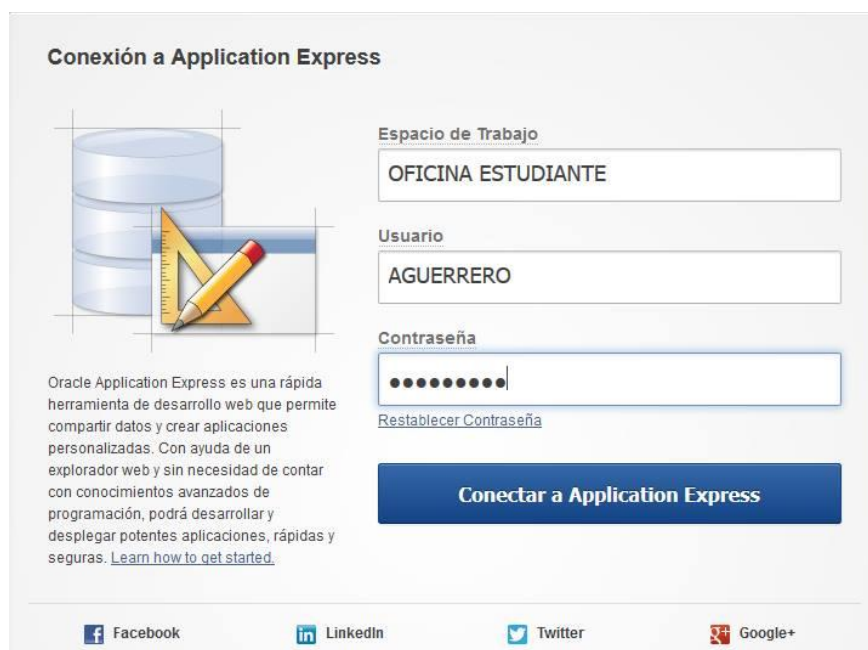 Conexión a Application Express
Espacio de Trabajo
OFICINA ESTUDIANTE
Usuario
AGUERRERO
Contraseña
●●●●●●●●●
Restablecer Contraseña
Conectar a Application Express
Oracle Application Express es una rápida
herramienta de desarrollo web que permite
compartir datos y crear aplicaciones
personalizadas. Con ayuda de un
explorador web y sin necesidad de contar
con conocimientos avanzados de
programación, podrá desarrollar y
desplegar potentes aplicaciones, rápidas y
seguras. Learn how to get started.
Facebook
LinkedIn
Twitter
Google+